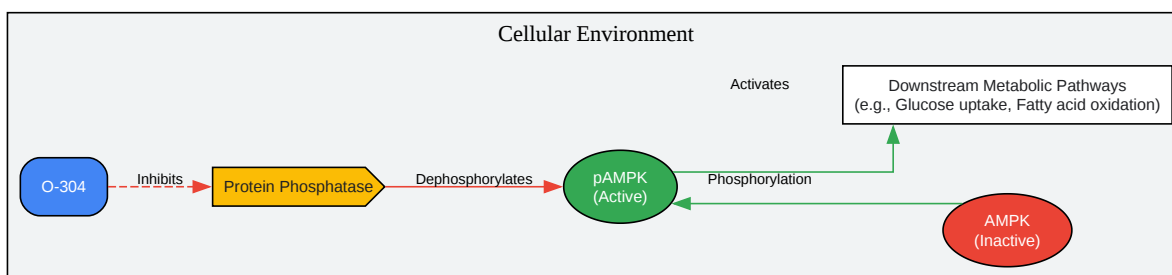 Cellular Environment
Activates
Downstream Metabolic Pathways
(e.g., Glucose uptake, Fatty acid oxidation)
O-304
Inhibits
Protein Phosphatase
Dephosphorylates
pAMPK
(Active)
Phosphorylation
AMPK
(Inactive)